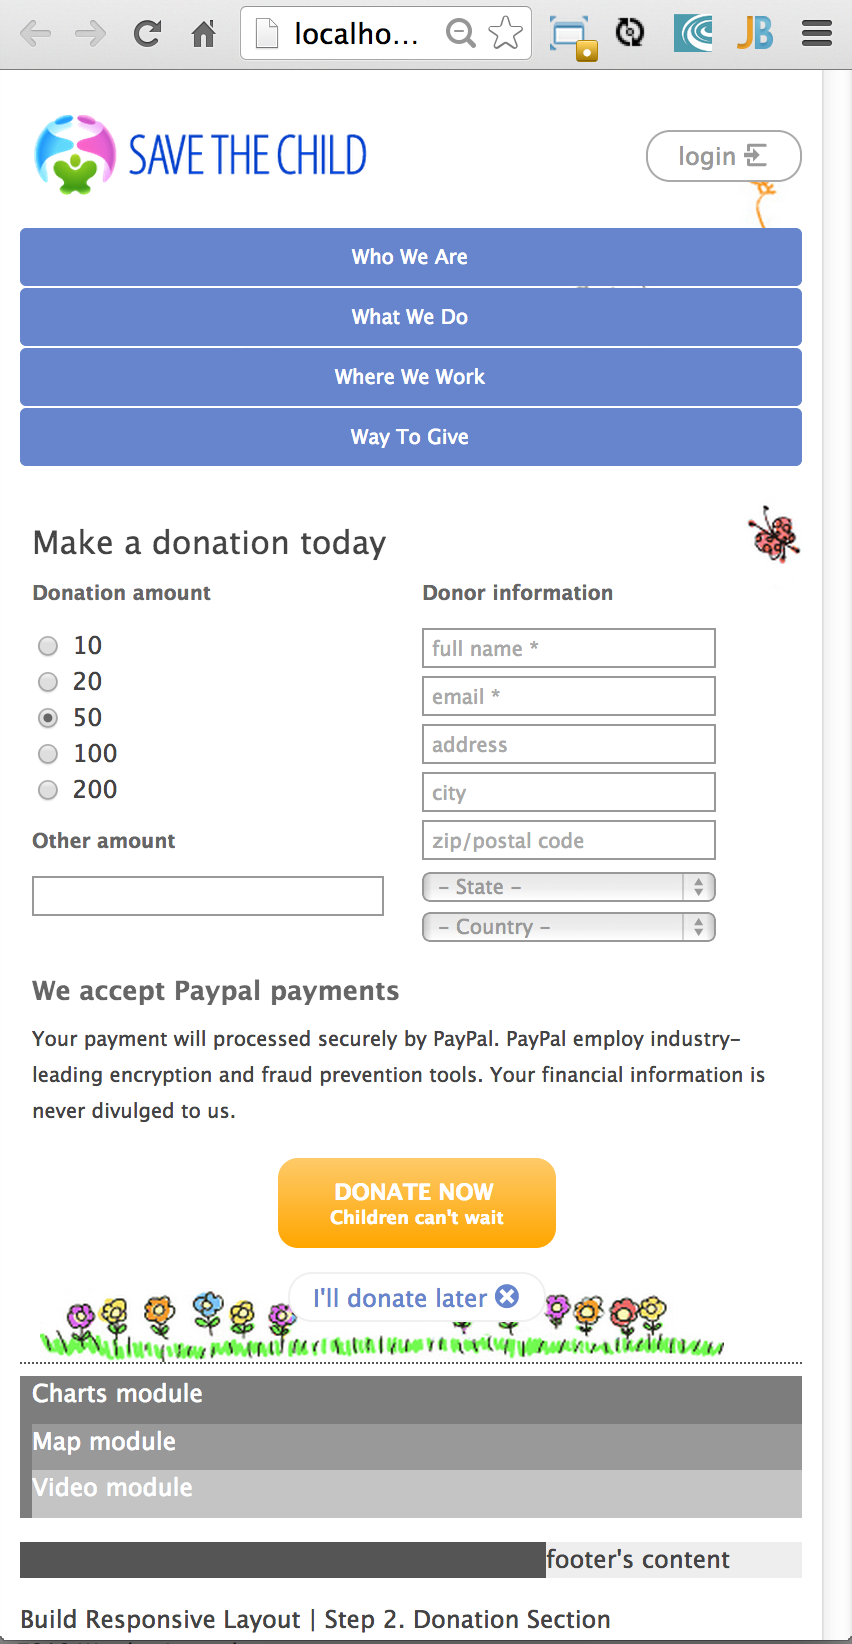 localho...
JB
SAVE THE CHILD
login
Who We Are
What We Do
Where We Work
Way To Give
Make a donation today
Donation amount
10
20
50
100
200
Other amount
Donor information
full name *
email *
address
city
zip/postal code
- State -
- Country -
We accept Paypal payments
Your payment will processed securely by PayPal. PayPal employ industry-
leading encryption and fraud prevention tools. Your financial information is
never divulged to us.
DONATE NOW
Children can't wait
I'll donate later
Charts module
Map module
Video module
footer's content
Build Responsive Layout | Step 2. Donation Section